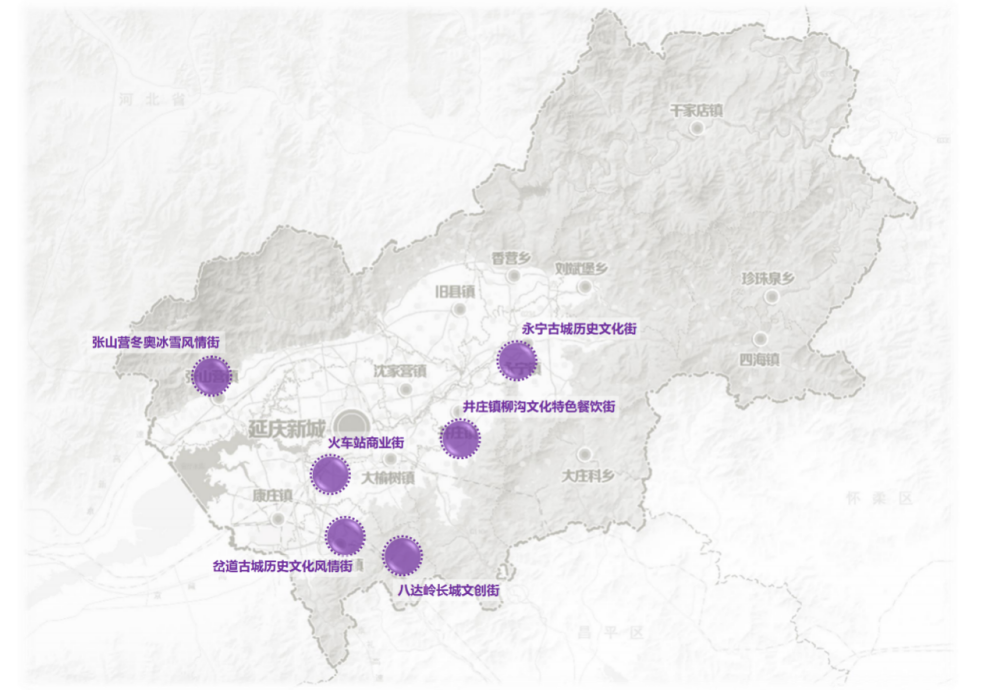 河北省
千家店镇
香营乡
刘斌堡乡
珍珠泉乡
旧县镇
永宁古城历史文化街
张山营冬奥冰雪风情街
四海镇
沈家营镇
井庄镇柳沟文化特色餐饮街
延庆新城
火车站商业街
大榆树镇
大庄科乡
康庄镇
怀柔区
岔道古城历史文化风情街
八达岭长城文创街
昌平区